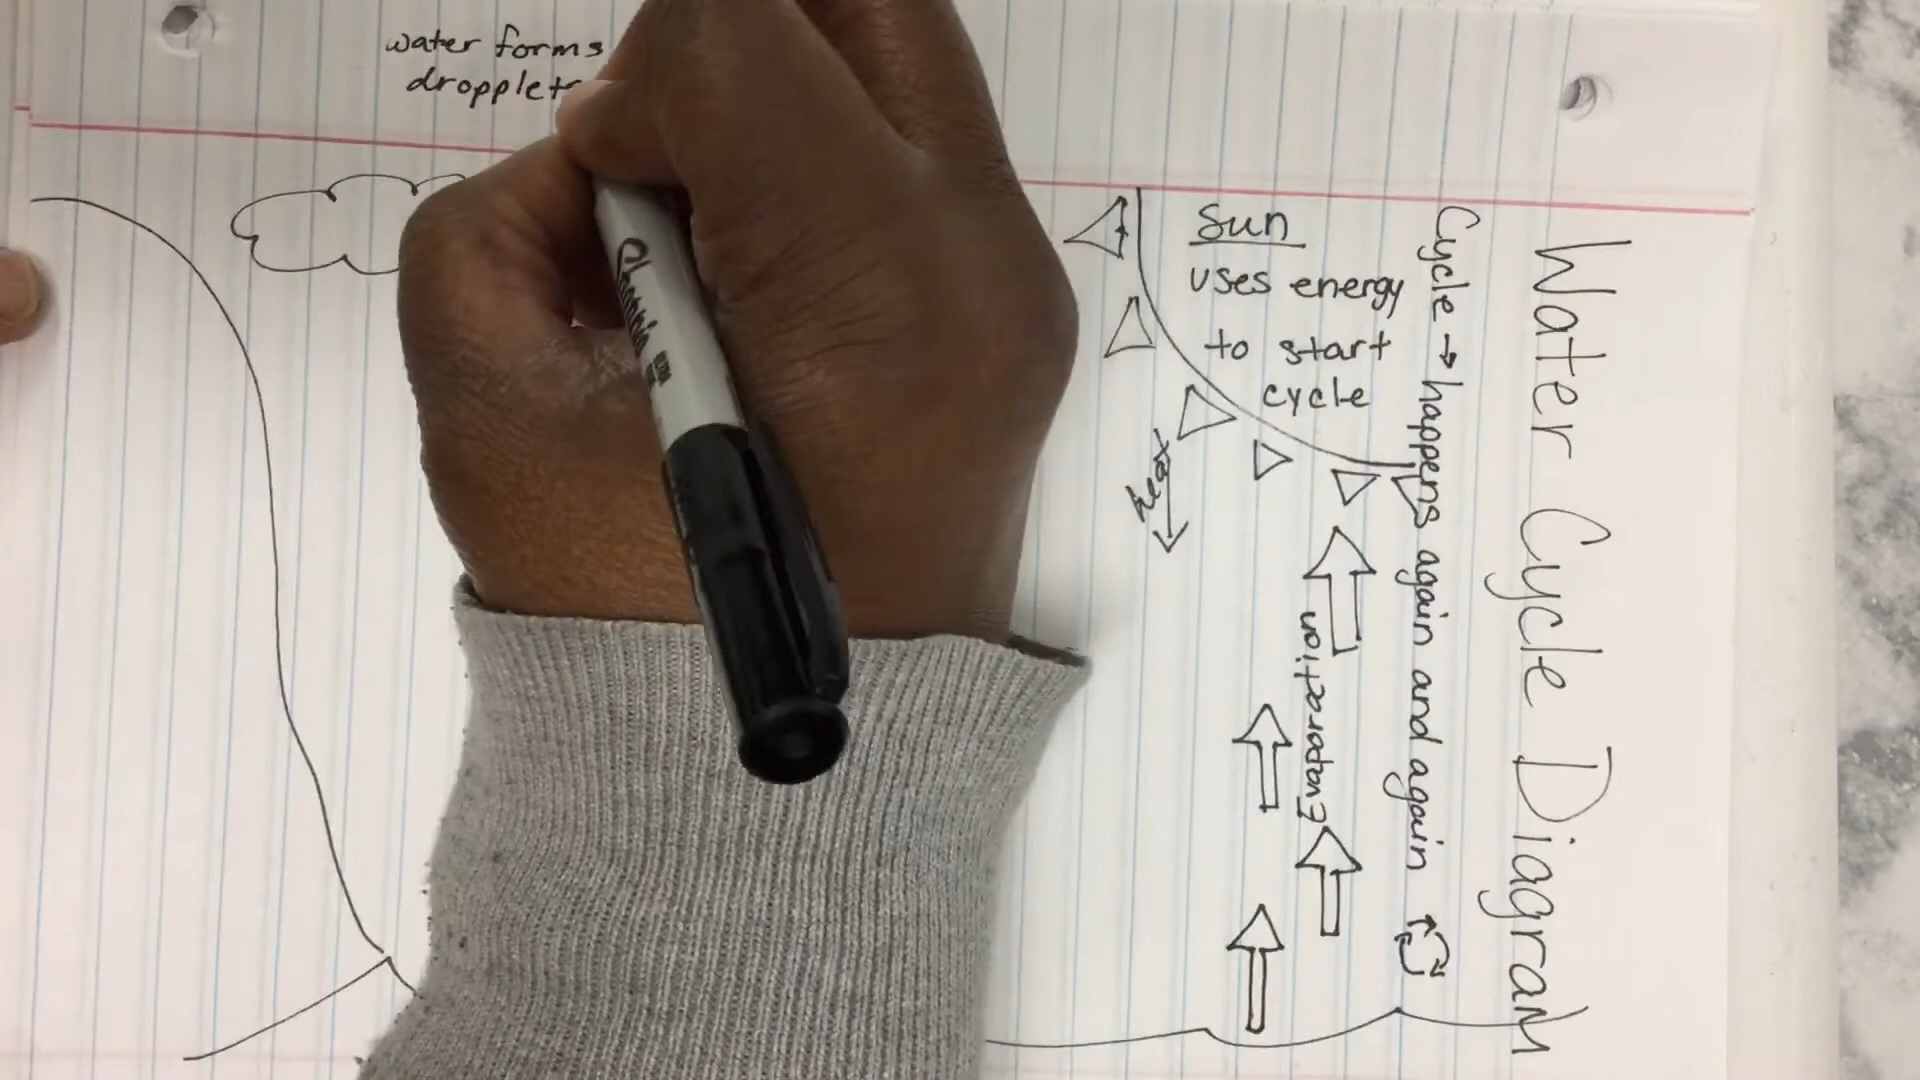 Water Cycle Diagram
Cycle → happens again and again
Sun
uses energy
to start
cycle
heat
Evaporation
water forms
dropplets
Sharpie